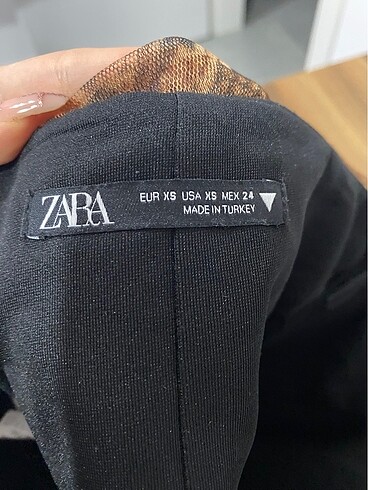 ZARA
EUR XS USA XS MEX 24
MADE IN TURKEY